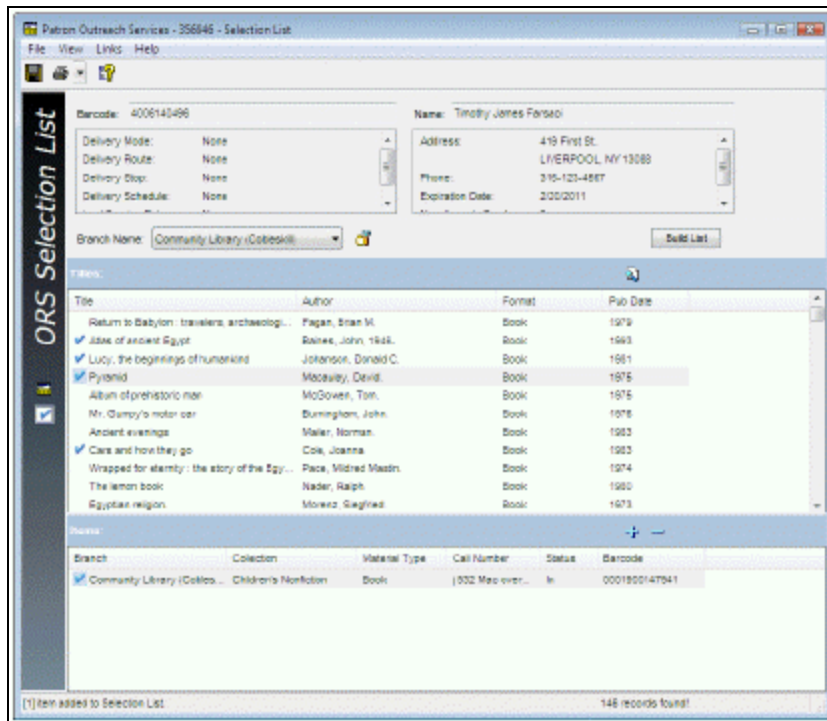 Patron Outreach Services - 356846 - Selection List
File View Links Help
ORS Selection List
Barcode: 4006140496
Name: Timothy James
Delivery Mode: None
Delivery Route: None
Delivery Stop: None
Delivery Schedule: None
Address: 419 First St.
LIVERPOOL, NY 13088
Phone: 315-123-4567
Expiration Date: 2/20/2011
Branch Name: Community Library (Cobleskill)
Build List
Titles:
Title Author Format Pub Date
Return to Babylon : travelers, archaeologi... Fagan, Brian M. Book 1979
Atlas of ancient Egypt Baines, John, 1946-. Book
Lucy, the beginnings of humankind Johanson, Donald C. Book 1981
Pyramid Macaulay, David. Book 1975
Album of prehistoric man McGowen, Tom. Book 1975
Mr. Gumpy's motor car Burningham, John. Book 1976
Ancient evenings Mailer, Norman. Book 1983
Cars and how they go Cole, Joanna. Book 1983
Wrapped for eternity : the story of the Egy... Pace, Mildred Mastin. Book 1974
The lemon book Nader, Ralph. Book 1980
Egyptian religion. Morenz, Siegfried. Book 1973
Items:
Branch Collection Material Type Call Number Status Barcode
Community Library (Cobles... Children's Nonfiction Book In
[1] item added to Selection List.
records found!